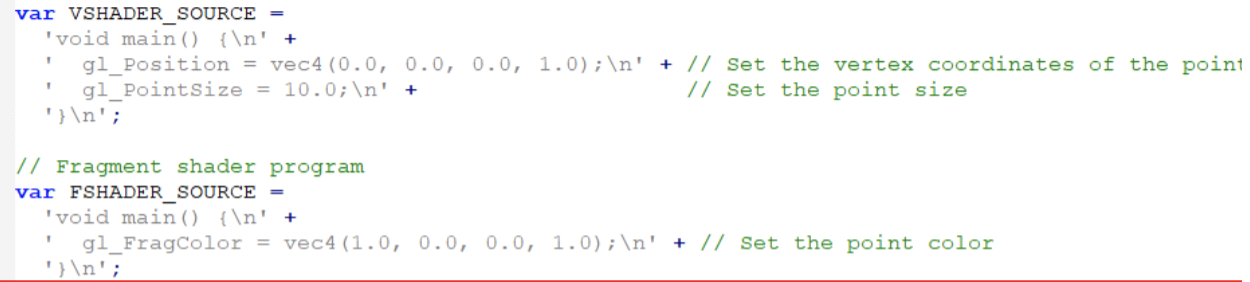 var VSHADER_SOURCE =
  'void main() {\n' +
  '  gl_Position = vec4(0.0, 0.0, 0.0, 1.0);\n' + // Set the vertex coordinates of the point
  '  gl_PointSize = 10.0;\n' +                    // Set the point size
  '}\n';

// Fragment shader program
var FSHADER_SOURCE =
  'void main() {\n' +
  '  gl_FragColor = vec4(1.0, 0.0, 0.0, 1.0);\n' + // Set the point color
  '}\n';